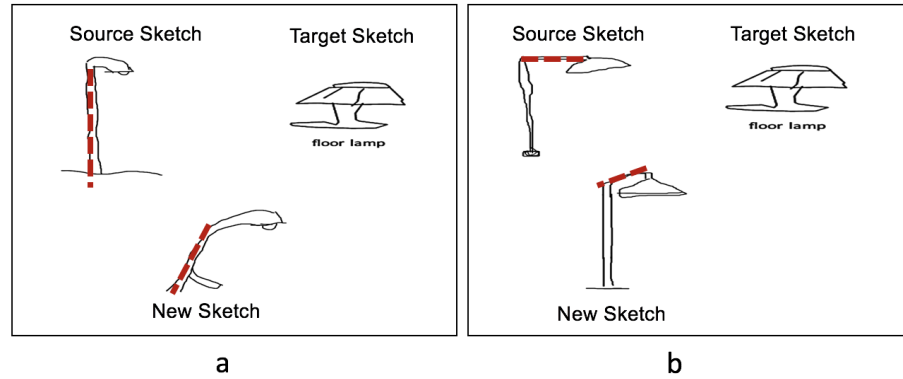 Source Sketch
Target Sketch
floor lamp
New Sketch
a
Source Sketch
Target Sketch
floor lamp
New Sketch
b